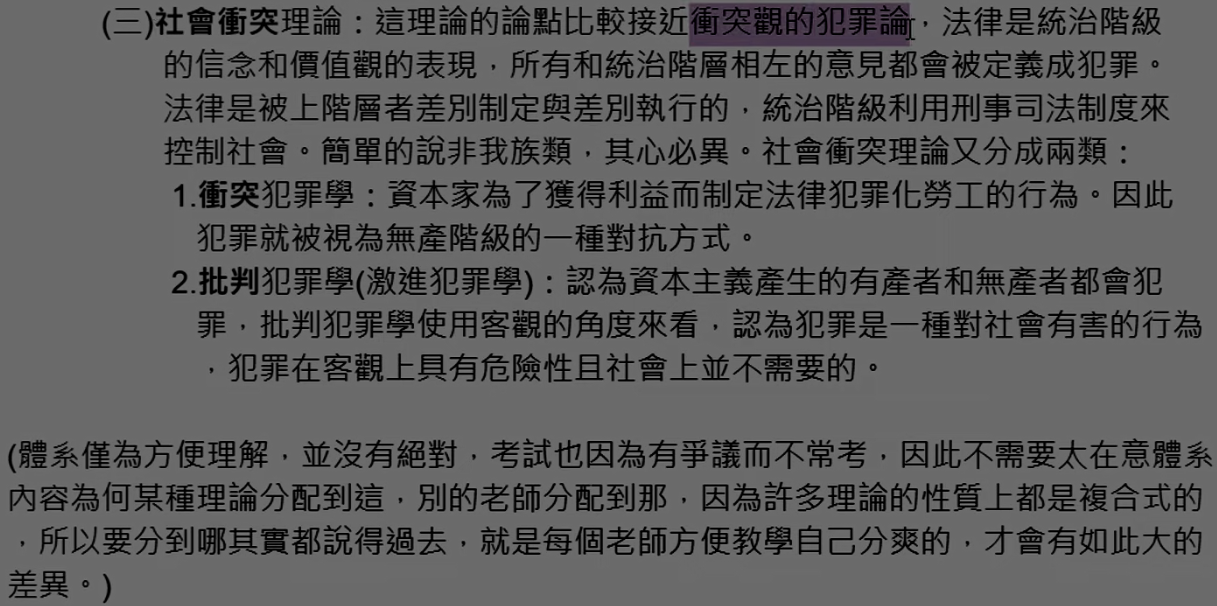 (三)社會衝突理論：這理論的論點比較接近衝突觀的犯罪論，法律是統治階級
的信念和價值觀的表現，所有和統治階層相左的意見都會被定義成犯罪。
法律是被上階層者差別制定與差別執行的，統治階級利用刑事司法制度來
控制社會。簡單的說非我族類，其心必異。社會衝突理論又分成兩類：
1.衝突犯罪學：資本家為了獲得利益而制定法律犯罪化勞工的行為。因此
犯罪就被視為無產階級的一種對抗方式。
2.批判犯罪學(激進犯罪學)：認為資本主義產生的有產者和無產者都會犯
罪，批判犯罪學使用客觀的角度來看，認為犯罪是一種對社會有害的行為
，犯罪在客觀上具有危險性且社會上並不需要的。
(體系僅為方便理解，並沒有絕對，考試也因為有爭議而不常考，因此不需要太在意體系
內容為何某種理論分配到這，別的老師分配到那，因為許多理論的性質上都是複合式的
，所以要分到哪其實都說得過去，就是每個老師方便教學自己分爽的，才會有如此大的
差異。)